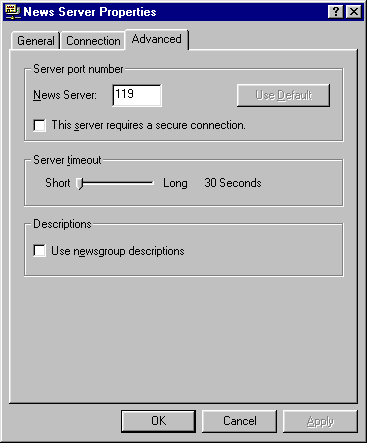 News Server Properties
General Connection Advanced
Server port number
News Server: 119 Use Default
This server requires a secure connection.
Server timeout
Short Long 30 Seconds
Descriptions
Use newsgroup descriptions
OK Cancel Apply